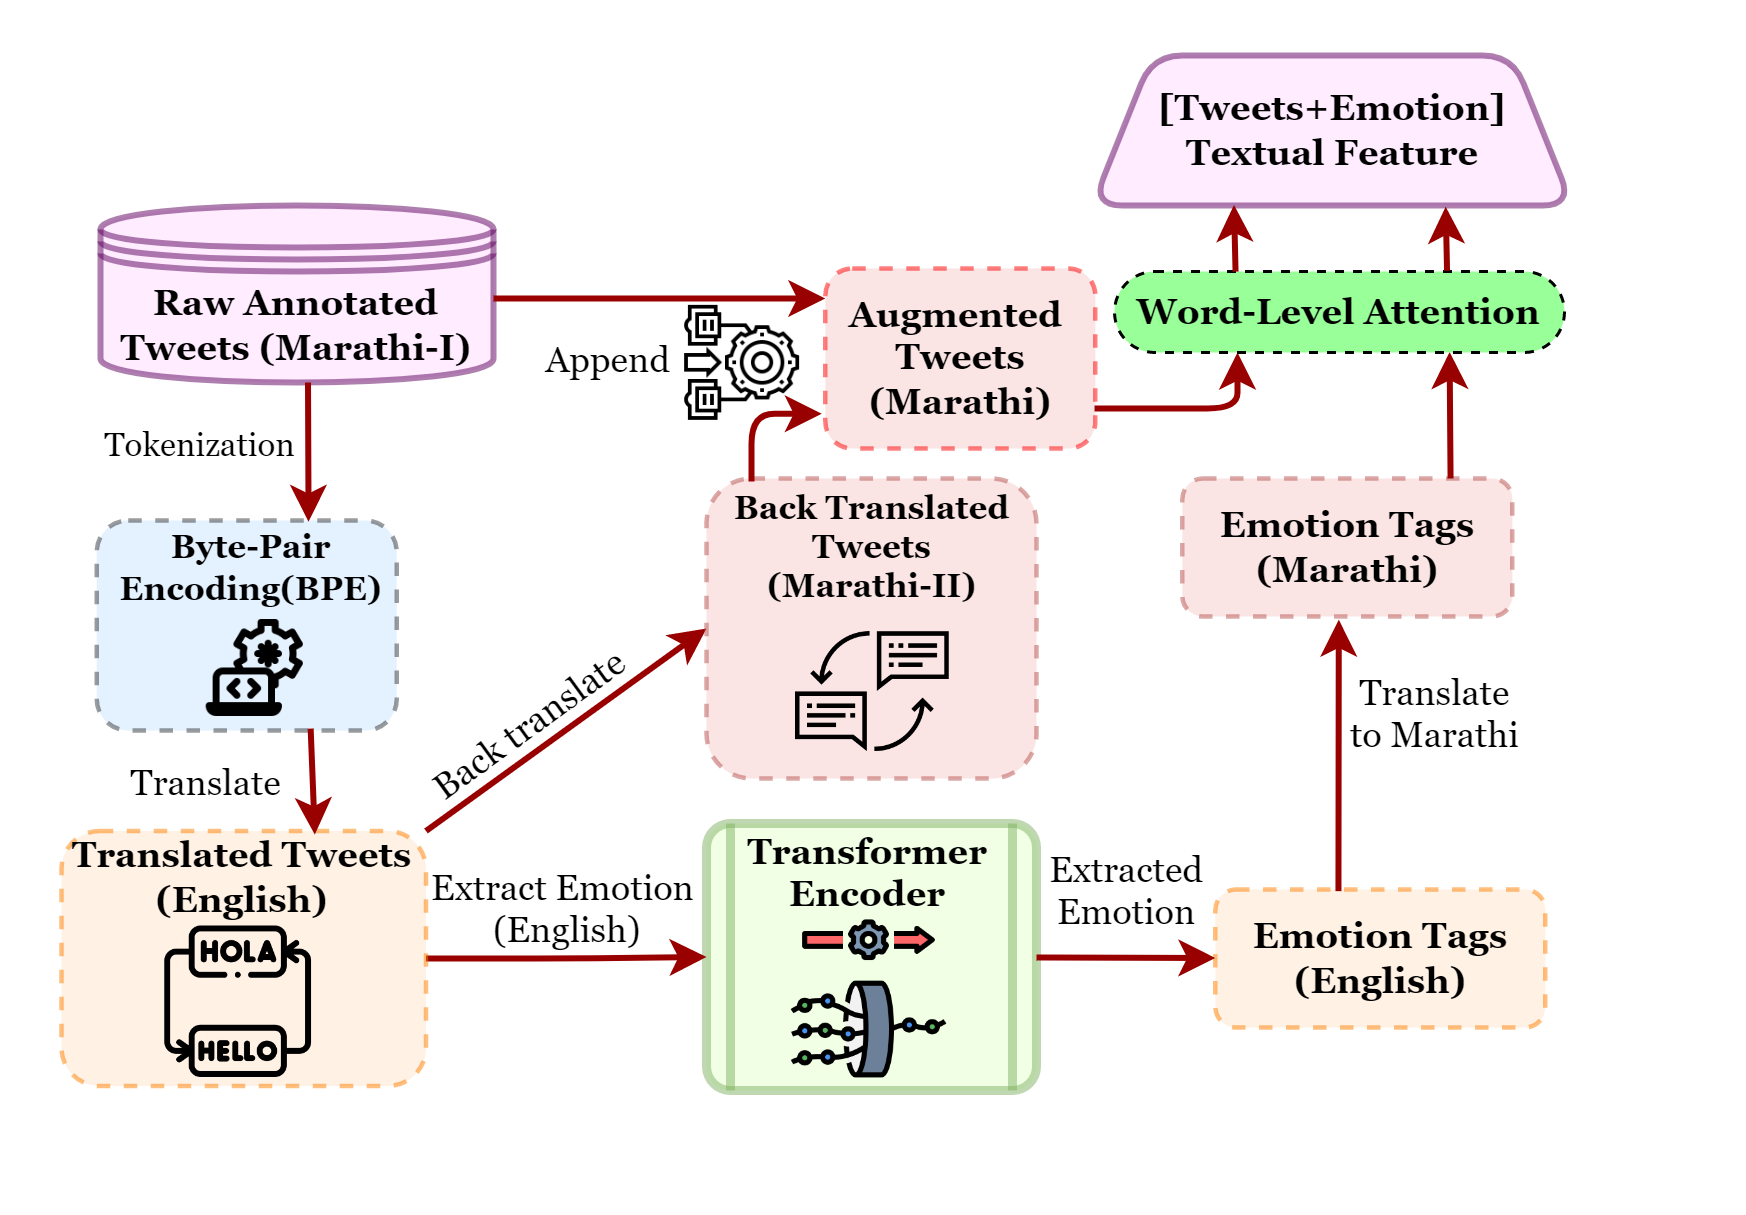 [Tweets+Emotion]
Textual Feature
Raw Annotated
Tweets (Marathi-I)
Append
Augmented
Tweets
(Marathi)
Word-Level Attention
Tokenization
Byte-Pair
Encoding(BPE)
Back Translated
Tweets
(Marathi-II)
Emotion Tags
(Marathi)
Back translate
Translate
to Marathi
Translate
Translated Tweets
(English)
HOLA
HELLO
Extract Emotion
(English)
Transformer
Encoder
Extracted
Emotion
Emotion Tags
(English)